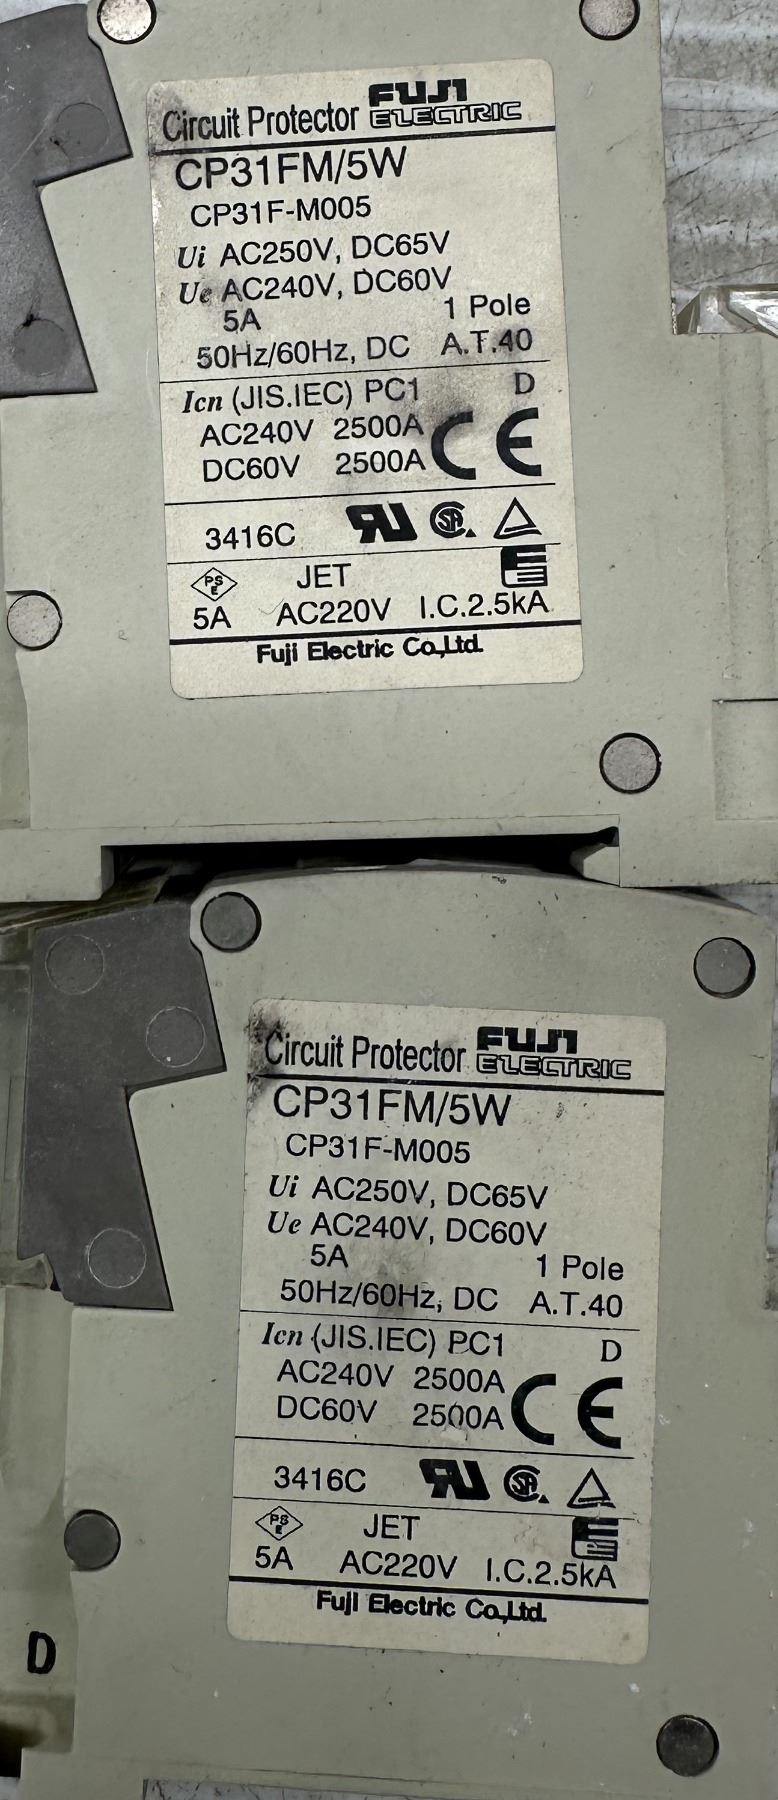 Circuit Protector FUJI ELECTRIC
CP31FM/5W
CP31F-M005
Ui AC250V, DC65V
Ue AC240V, DC60V
5A 1 Pole
50Hz/60Hz, DC A.T.40
Icn (JIS.IEC) PC1 D
AC240V 2500A
DC60V 2500A CE
3416C
JET
5A AC220V I.C.2.5kA
Fuji Electric Co.,Ltd.
Circuit Protector FUJI ELECTRIC
CP31FM/5W
CP31F-M005
Ui AC250V, DC65V
Ue AC240V, DC60V
5A 1 Pole
50Hz/60Hz, DC A.T.40
Icn (JIS.IEC) PC1 D
AC240V 2500A
DC60V 2500A CE
3416C
JET
5A AC220V I.C.2.5kA
Fuji Electric Co.,Ltd.
D